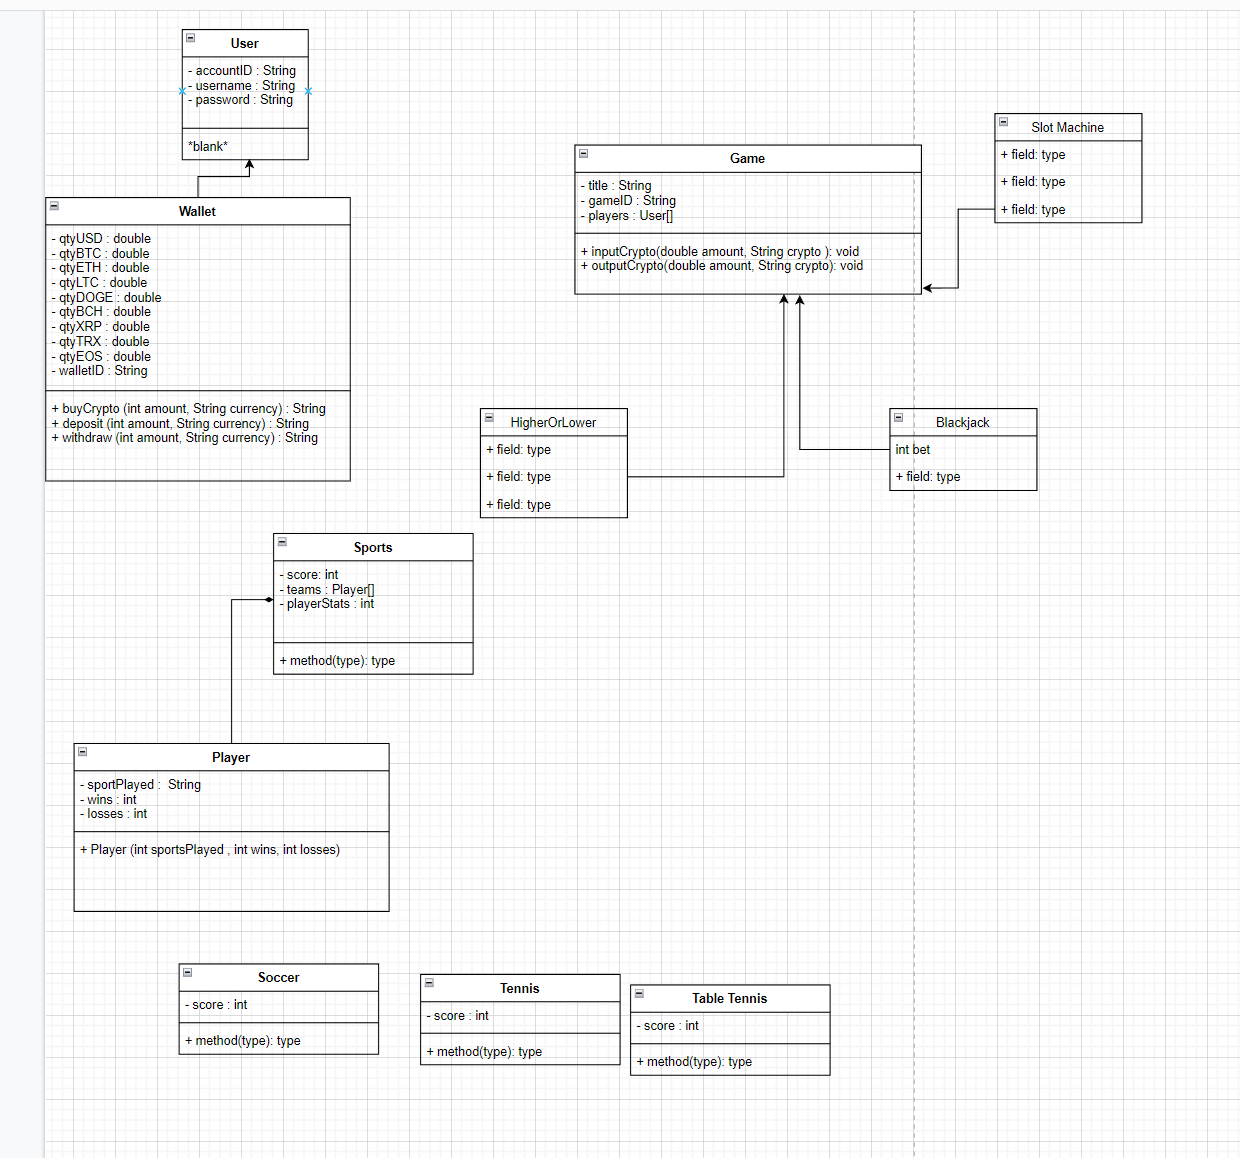 User
- accountID : String
- username : String
- password : String
*blank*
Wallet
- qtyUSD : double
- qtyBTC : double
- qtyETH : double
- qtyLTC : double
- qtyDOGE : double
- qtyBCH : double
- qtyXRP : double
- qtyTRX : double
- qtyEOS : double
- walletID : String
+ buyCrypto (int amount, String currency) : String
+ deposit (int amount, String currency) : String
+ withdraw (int amount, String currency) : String
Game
- title : String
- gameID : String
- players : User[]
+ inputCrypto(double amount, String crypto ): void
+ outputCrypto(double amount, String crypto): void
Slot Machine
+ field: type
+ field: type
+ field: type
HigherOrLower
+ field: type
+ field: type
+ field: type
Blackjack
int bet
+ field: type
Sports
- score: int
- teams : Player[]
- playerStats : int
+ method(type): type
Player
- sportPlayed :  String
- wins : int
- losses : int
+ Player (int sportsPlayed , int wins, int losses)
Soccer
- score : int
+ method(type): type
Tennis
- score : int
+ method(type): type
Table Tennis
- score : int
+ method(type): type